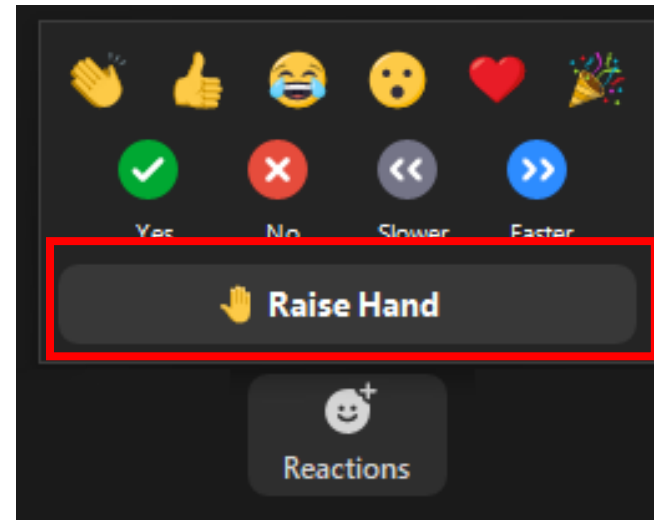 Yes No Slower Faster
Raise Hand
Reactions